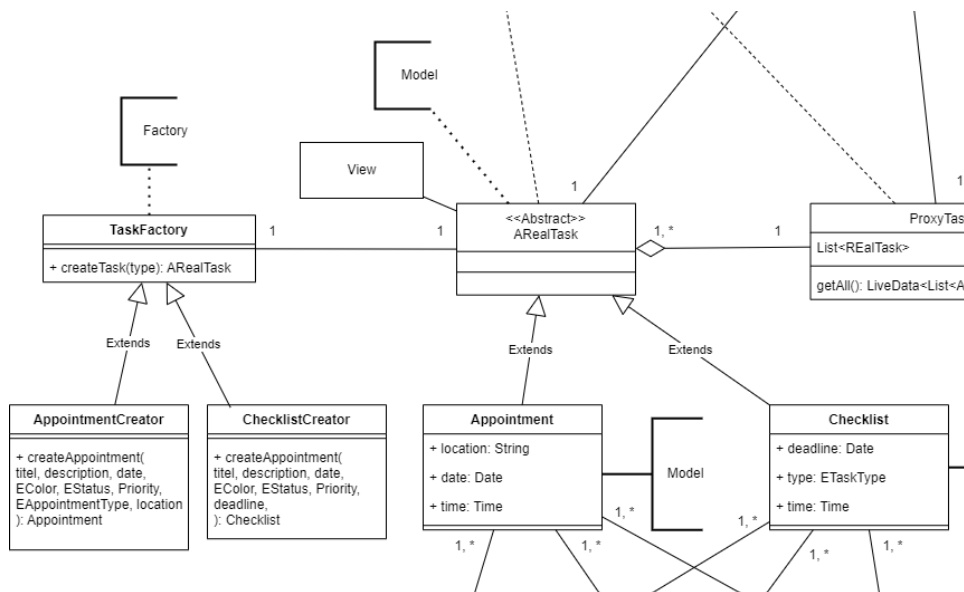 Model
Factory
View
1
1
TaskFactory
+ createTask(type): ARealTask
1
1
<<Abstract>>
ARealTask
1, *
1
ProxyTas
List<REalTask>
getAll(): LiveData<List<A
Extends
Extends
Extends
Extends
AppointmentCreator
+ createAppointment(
titel, description, date,
EColor, EStatus, Priority,
EAppointmentType, location
): Appointment
ChecklistCreator
+ createAppointment(
titel, description, date,
EColor, EStatus, Priority,
deadline,
): Checklist
Appointment
+ location: String
+ date: Date
+ time: Time
Model
Checklist
+ deadline: Date
+ type: ETaskType
+ time: Time
1, *
1, *
1, *
1, *
1, *
1, *